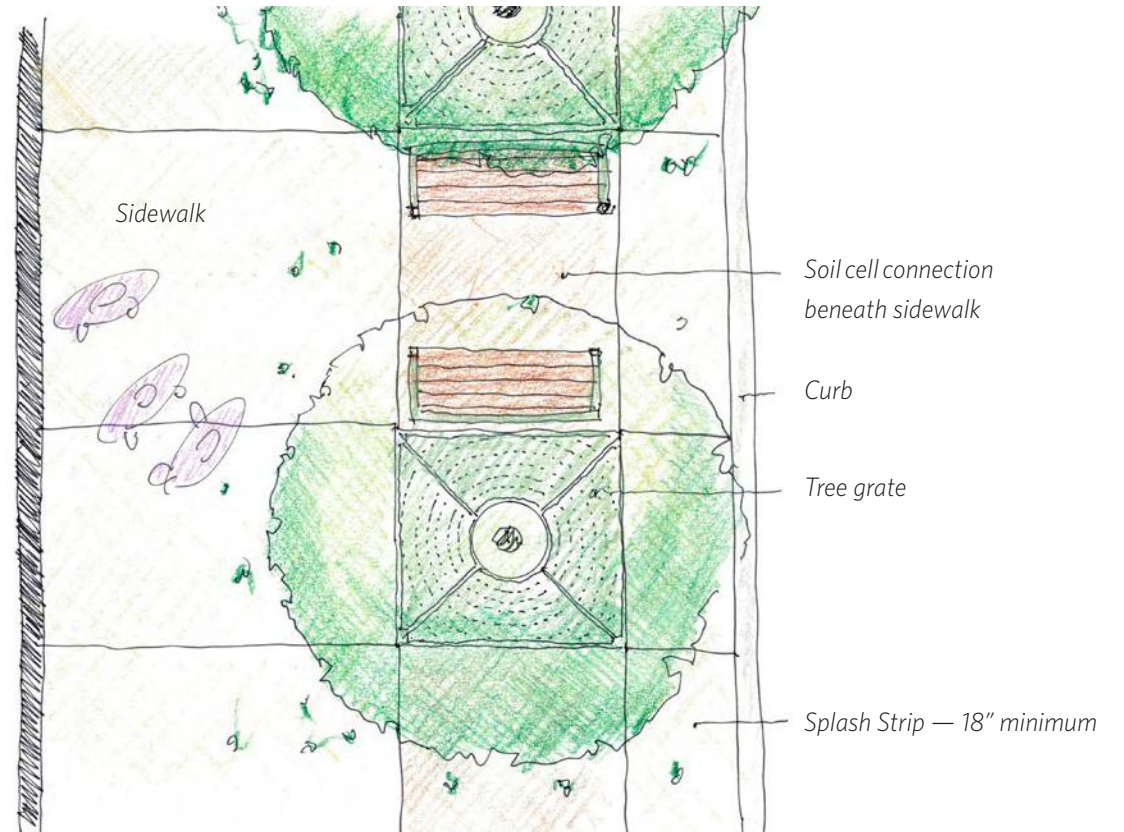 Sidewalk
Soil cell connection
beneath sidewalk
Curb
Tree grate
Splash Strip — 18" minimum